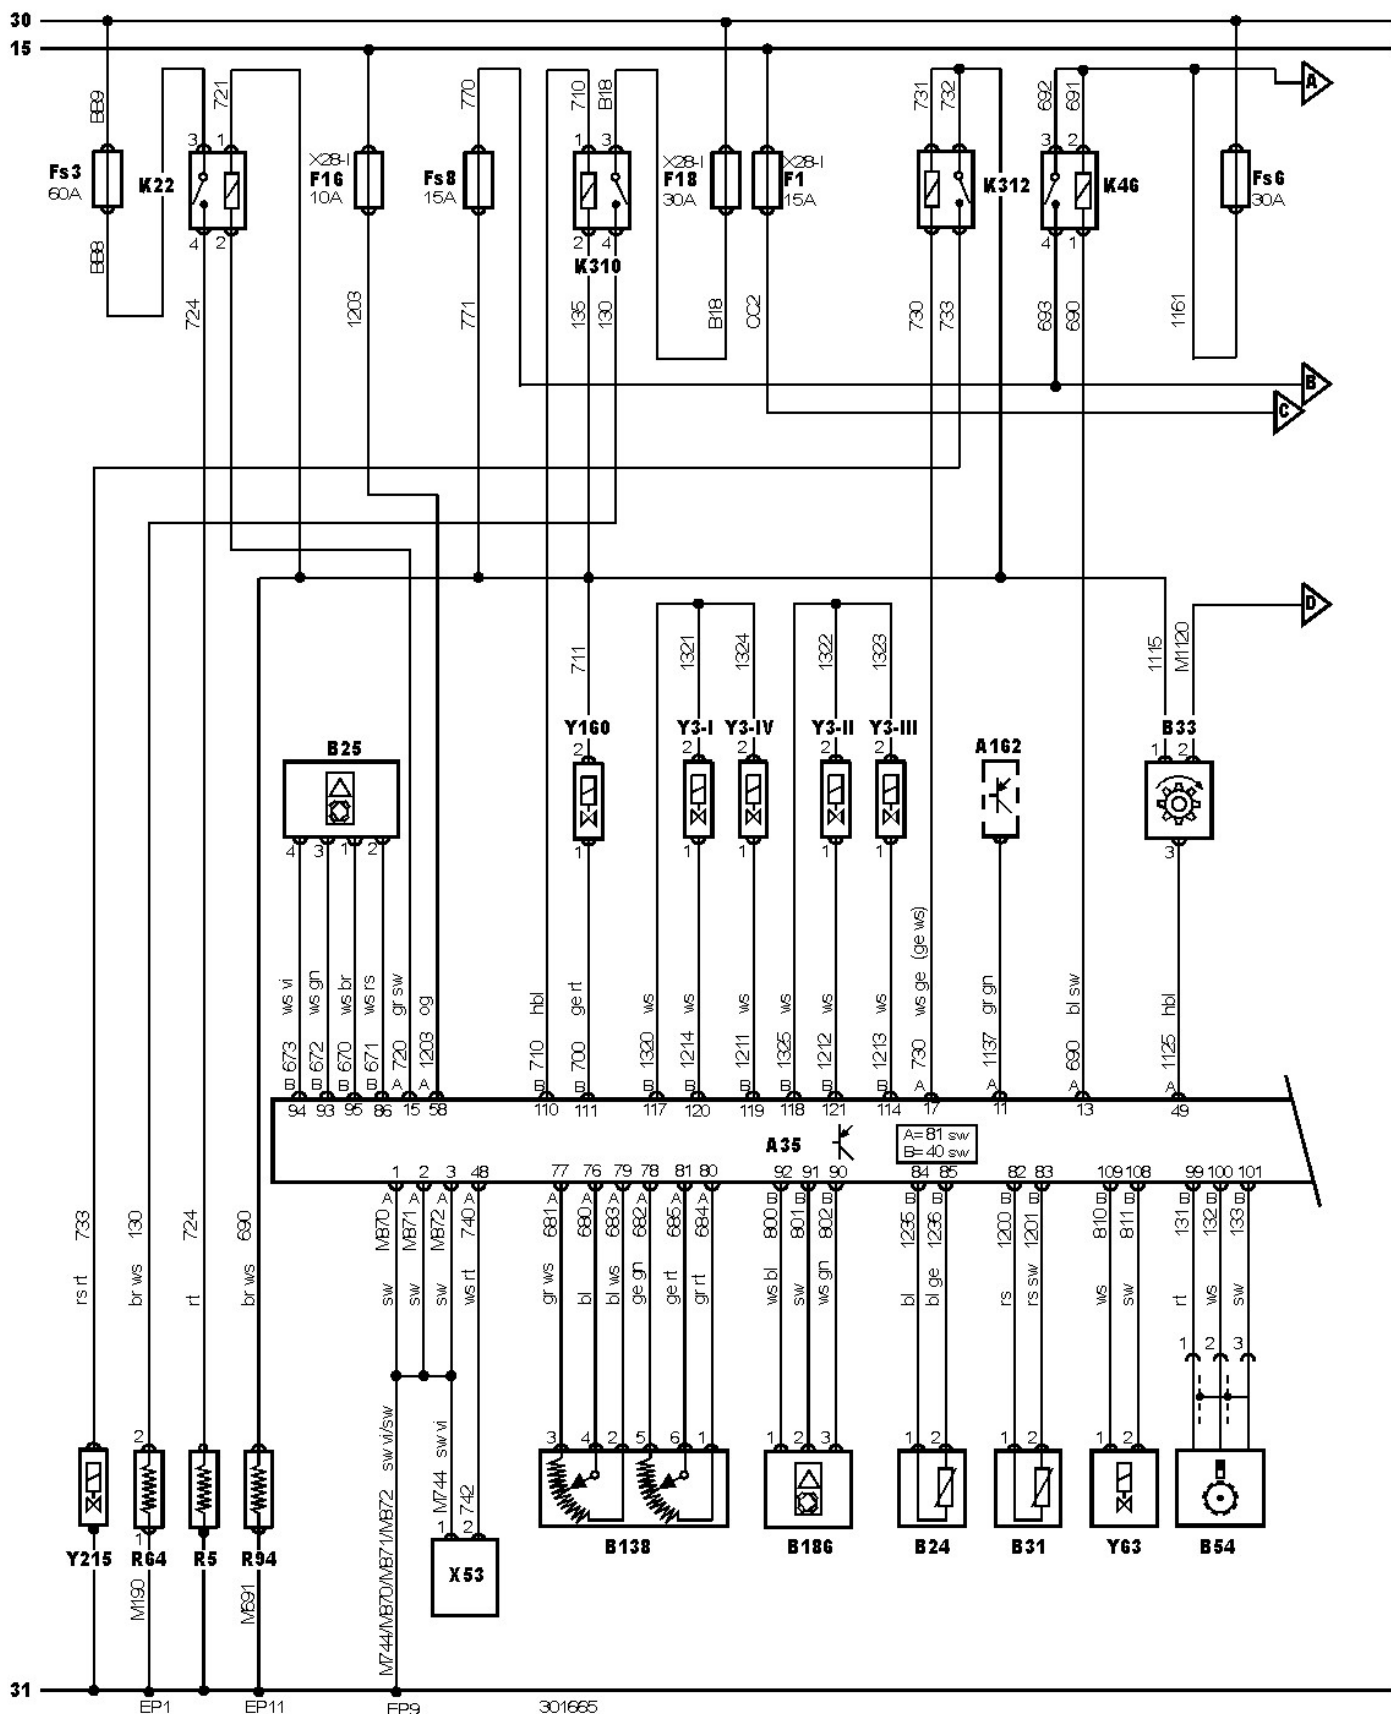 30
15
BB9
721
770
710
B18
731
732
692
691
A
3 1
1 3
3 2
Fs3
60A
K22
X28-I
F16
10A
Fs8
15A
X28-I
F18
30A
X28-I
F1
15A
K312
K46
Fs6
30A
4 2
2 4
4 1
K310
BB8
724
1203
771
135
130
B18
CC2
730
733
693
690
1161
B
C
D
711
1321
1324
1322
1323
1115
M1120
B25
Y160
Y3-I
Y3-IV
Y3-II
Y3-III
A162
B33
2 2 2 2 2 1 2
4 3 1 2
1 1 1 1 1 3
B 673 ws vi
B 672 ws gn
B 670 ws br
B 671 ws rs
A 720 gr sw
A 1203 og
B 710 hbl
B 700 ge rt
B 1320 ws
B 1214 ws
B 1211 ws
B 1325 ws
B 1212 ws
B 1213 ws
A 730 ws ge (ge ws)
A 1137 gr gn
A 690 bl sw
A 1125 hbl
94 93 95 86 15 58 110 111 117 120 119 118 121 114 17 11 13 49
A35
A=81 sw
B=40 sw
1 2 3 48 77 76 79 78 81 80 92 91 90 84 85 82 83 109 108 99 100 101
733 rs rt
130 br ws
724 rt
690 br ws
A M870 sw
A M871 sw
A M872 sw
A 740 ws rt
A 681 gr ws
A 680 bl
A 683 bl ws
A 682 ge gn
A 685 ge rt
A 684 gr rt
B 800 ws bl
B 801 sw
B 802 ws gn
B 1235 bl
B 1236 bl ge
B 1200 rs
B 1201 rs sw
B 810 ws
B 811 sw
B 131 rt
B 132 ws
B 133 sw
1 2 3
M744/M870/M871/M872 sw vi/sw
M744 sw vi
742
2
3 4 2 5 6 1
1 2 3
1 2
1 2
1 2
1 2
1
Y215
R64
R5
R94
X53
B138
B186
B24
B31
Y63
B54
M190
M691
31
EP1
EP11
EP9
301665